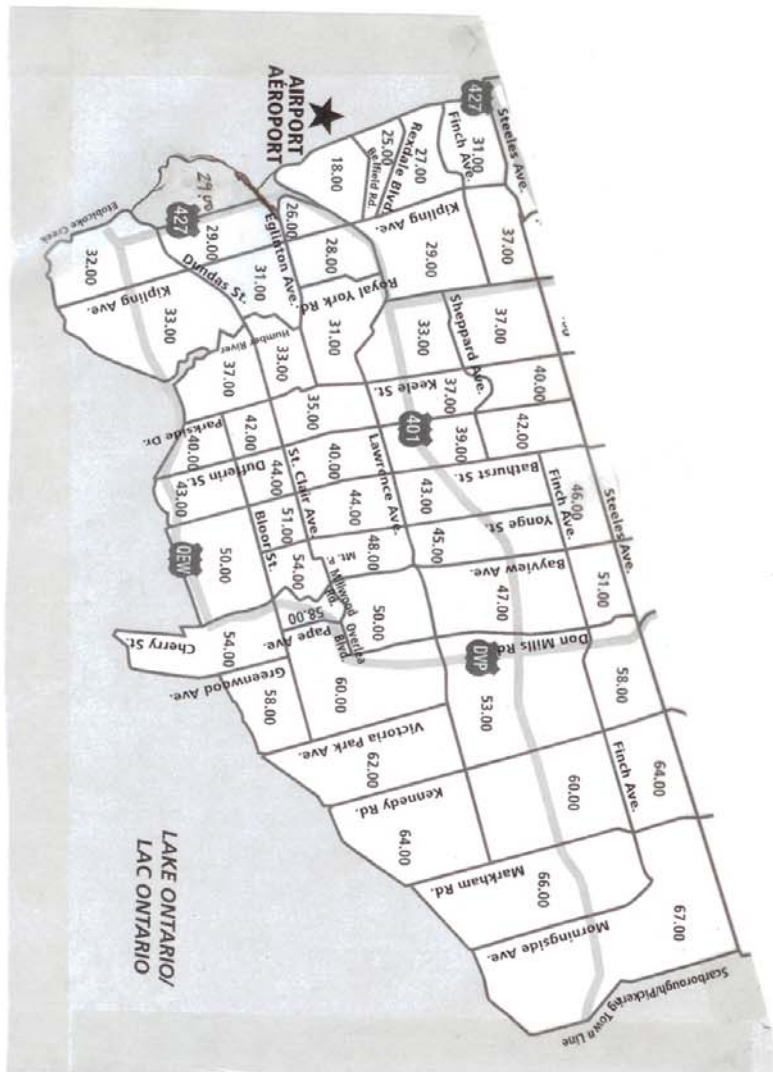 Steeles Ave.
427
31.00
Finch Ave.
37.00
Rexdale Blvd.
27.00
25.00
Belfield Rd.
18.00
AIRPORT
AÉROPORT
Kipling Ave.
29.00
37.00
Sheppard Ave.
33.00
Keele St.
37.00
40.00
42.00
39.00
401
Bathurst St.
43.00
Finch Ave.
46.00
Steeles Ave.
Yonge St.
45.00
Bayview Ave.
47.00
51.00
Don Mills Rd.
DVP
58.00
53.00
Finch Ave.
64.00
60.00
67.00
66.00
Markham Rd.
Morningside Ave.
Scarborough/Pickering Town Line
26.00
Eglinton Ave.
28.00
Royal York Rd.
31.00
29.00
427
29.00
31.00
Dundas St.
Etobicoke Creek
32.00
Kipling Ave.
33.00
Humber River
33.00
37.00
35.00
Lawrence Ave.
40.00
St. Clair Ave.
42.00
Parkside Dr.
40.00
Dufferin St.
44.00
43.00
44.00
48.00
51.00
Bloor St.
54.00
50.00
QEW
Mt. P.
Millwood
Rd.
Overlea
Blvd.
50.00
58.00
Pape Ave.
60.00
54.00
Cherry St.
Greenwood Ave.
58.00
Victoria Park Ave.
62.00
Kennedy Rd.
64.00
LAKE ONTARIO/
LAC ONTARIO